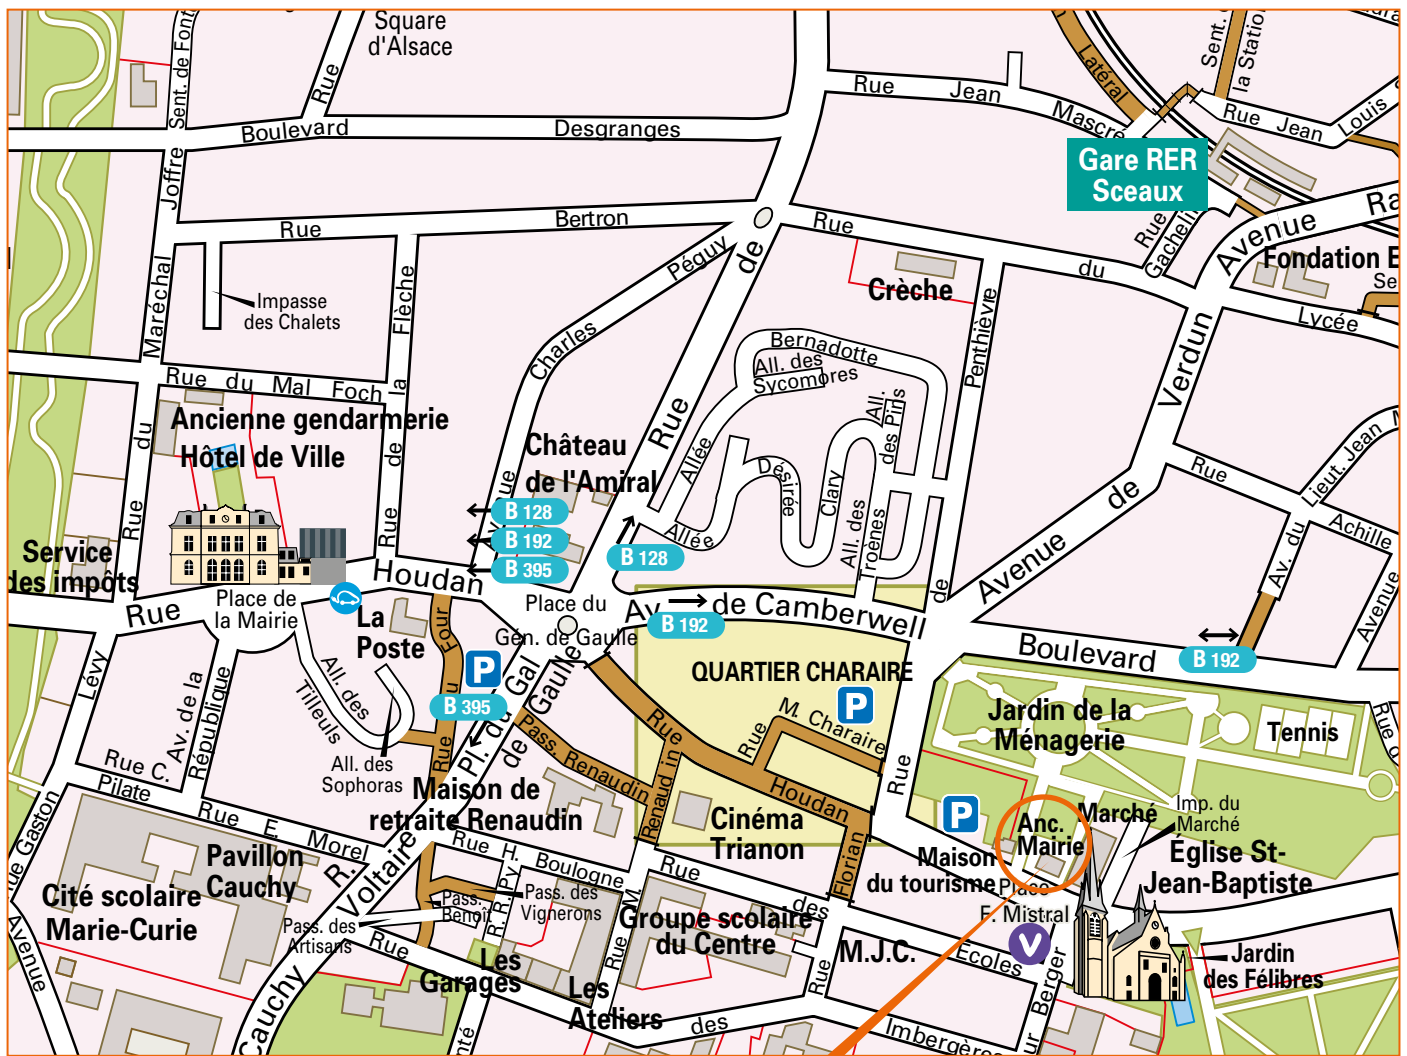 Square
d'Alsace
Sent. de Font
Rue
Boulevard Desgranges
Joffre
Rue Bertron
Impasse
des Chalets
Maréchal
Flèche
la
de
Rue
du
Rue
Rue du Mal Foch
Ancienne gendarmerie
Hôtel de Ville
Péguy
Charles
Rue
de
Rue Jean Mascré
Latéral
Sent.
la Station
Rue Jean Louis
Gare RER
Sceaux
Rue
Gachelin
Avenue Ra
Fondation E
Se
Rue du Lycée
Crèche
Penthièvre
de
Rue
Bernadotte
All. des
Sycomores
All.
des Pins
Allée
Désirée
Clary
Allée
All. des
Troènes
Verdun
de
Avenue
Rue
Lieut. Jean
Achille
Av. du
Avenue
Château
de l'Amiral
B 128
B 192
B 395
B 128
Service
des impôts
Rue Houdan
Place de
la Mairie
La
Poste
Place du
Gén. de Gaulle
Av. de Camberwell
B 192
QUARTIER CHARAIRE
P
Boulevard
B 192
Lévy
Av. de la
République
All. des
Tilleuls
All. des
Sophoras
Four
du
Rue
P
B 395
Pl. du Gal
de Gaulle
Pass. Renaudin
Rue Houdan
Renaudin
Rue
M. Charaire
P
Florian
Jardin de la
Ménagerie
Tennis
Rue C.
Pilate
Rue E. Morel
Maison de
retraite Renaudin
Cinéma
Trianon
P
Anc.
Mairie
Marché
Imp. du
Marché
Maison
du tourisme
Place
F. Mistral
V
Église St-
Jean-Baptiste
Jardin
des Félibres
Gaston
Avenue
Cité scolaire
Marie-Curie
Pavillon
Cauchy
R.
Voltaire
Rue H. Boulogne
R. R. Py
Pass.
Benoît
Pass. des
Vignerons
Pass. des
Artisans
Rue
Cauchy
Les
Garages
Les
Ateliers
Rue M.
Groupe scolaire
du Centre
Rue des Ecoles
M.J.C.
Rue
des Imbergères
Berger